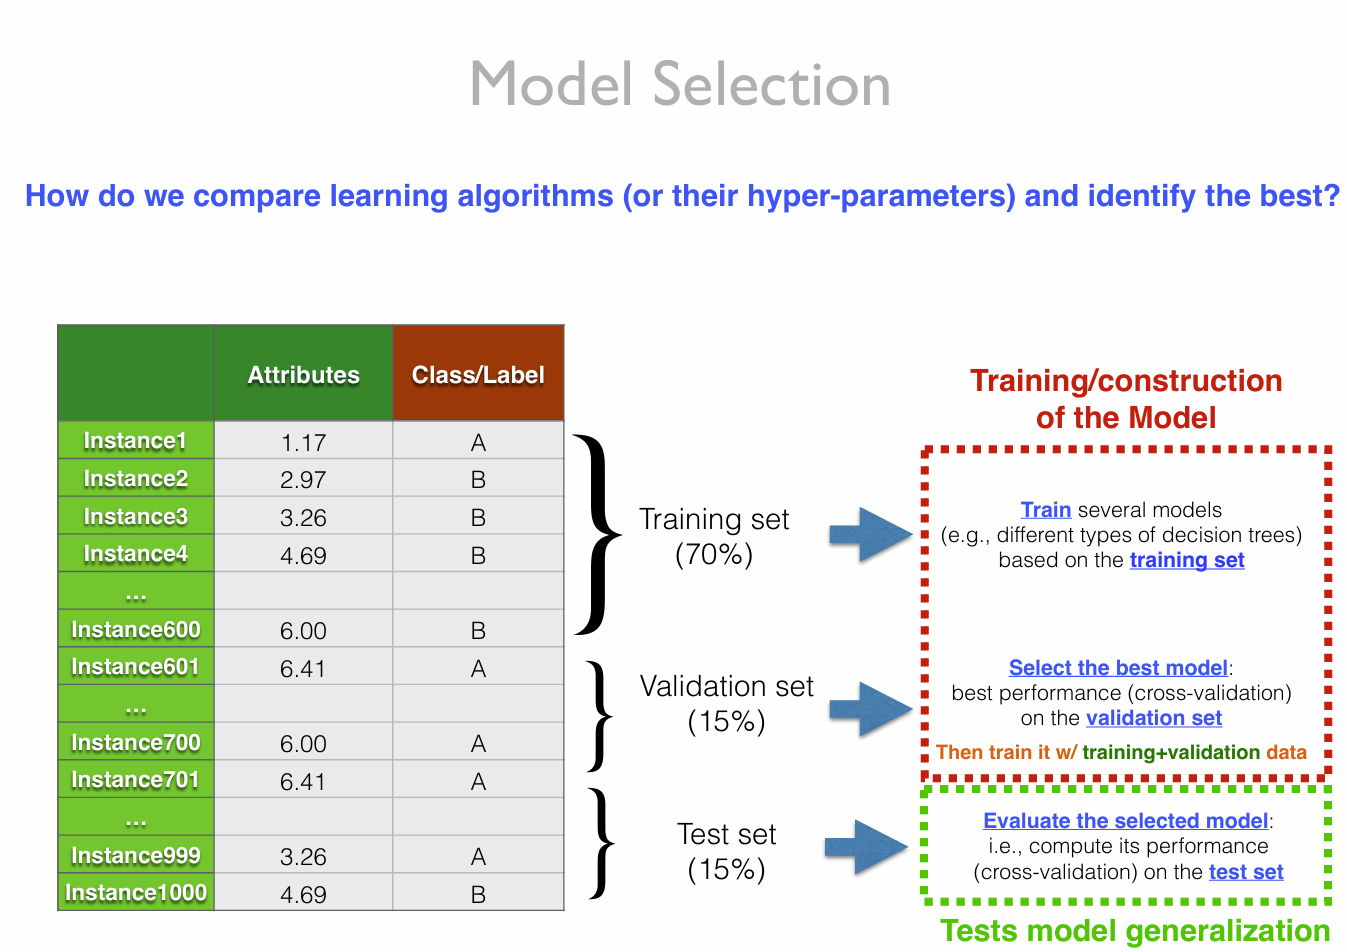 Model Selection
How do we compare learning algorithms (or their hyper-parameters) and identify the best?
Attributes Class/Label
Instance1 1.17 A
Instance2 2.97 B
Instance3 3.26 B
Instance4 4.69 B
...
Instance600 6.00 B
Instance601 6.41 A
...
Instance700 6.00 A
Instance701 6.41 A
...
Instance999 3.26 A
Instance1000 4.69 B
Training set
(70%)
Validation set
(15%)
Test set
(15%)
Training/construction
of the Model
Train several models
(e.g., different types of decision trees)
based on the training set
Select the best model:
best performance (cross-validation)
on the validation set
Then train it w/ training+validation data
Evaluate the selected model:
i.e., compute its performance
(cross-validation) on the test set
Tests model generalization